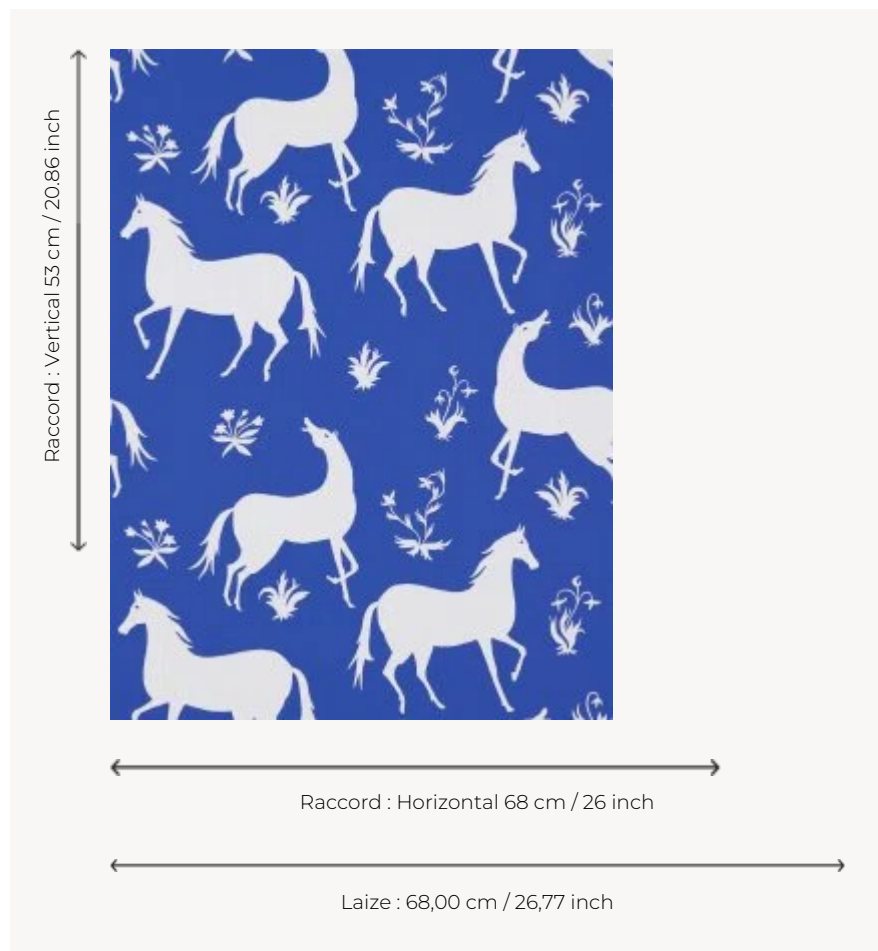 Raccord : Vertical 53 cm / 20.86 inch
Raccord : Horizontal 68 cm / 26 inch
Laize : 68,00 cm / 26,77 inch